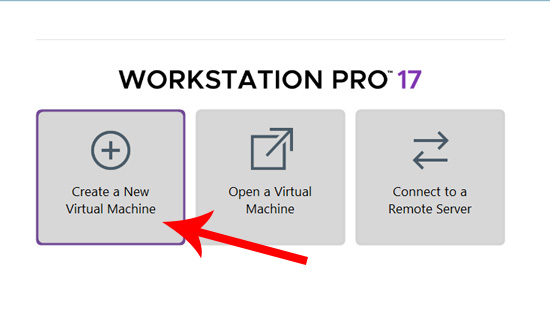 WORKSTATION PRO™ 17
Create a New
Virtual Machine
Open a Virtual
Machine
Connect to a
Remote Server